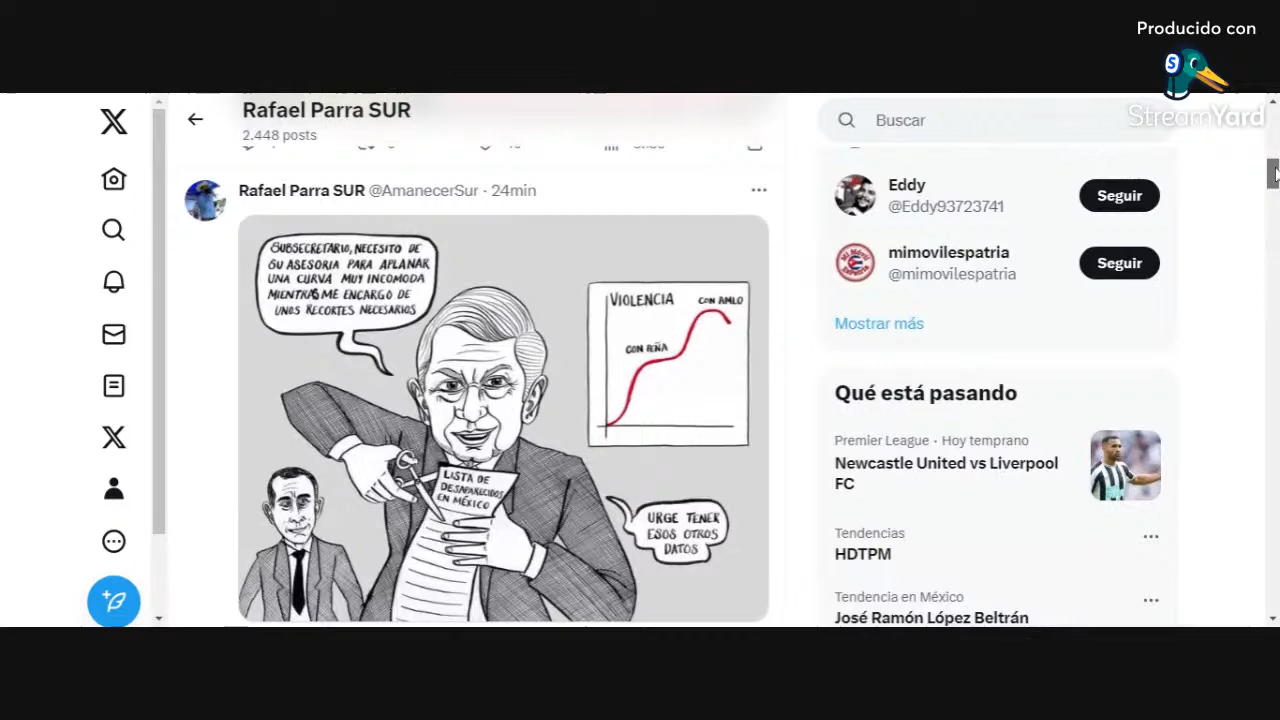 Producido con
StreamYard
Rafael Parra SUR
2.448 posts
Buscar
Rafael Parra SUR @AmanecerSur · 24min
SUBSECRETARIO, NECESITO DE
SU ASESORIA PARA APLANAR
UNA CURVA MUY INCOMODA
MIENTRAS ME ENCARGO DE
UNOS RECORTES NECESARIOS
VIOLENCIA
CON AMLO
CON PEÑA
LISTA DE
DESAPARECIDOS
EN MÉXICO
URGE TENER
ESOS OTROS
DATOS
Eddy
@Eddy93723741
Seguir
mimovilespatria
@mimovilespatria
Seguir
Mostrar más
Qué está pasando
Premier League · Hoy temprano
Newcastle United vs Liverpool
FC
Tendencias
HDTPM
Tendencia en México
José Ramón López Beltrán